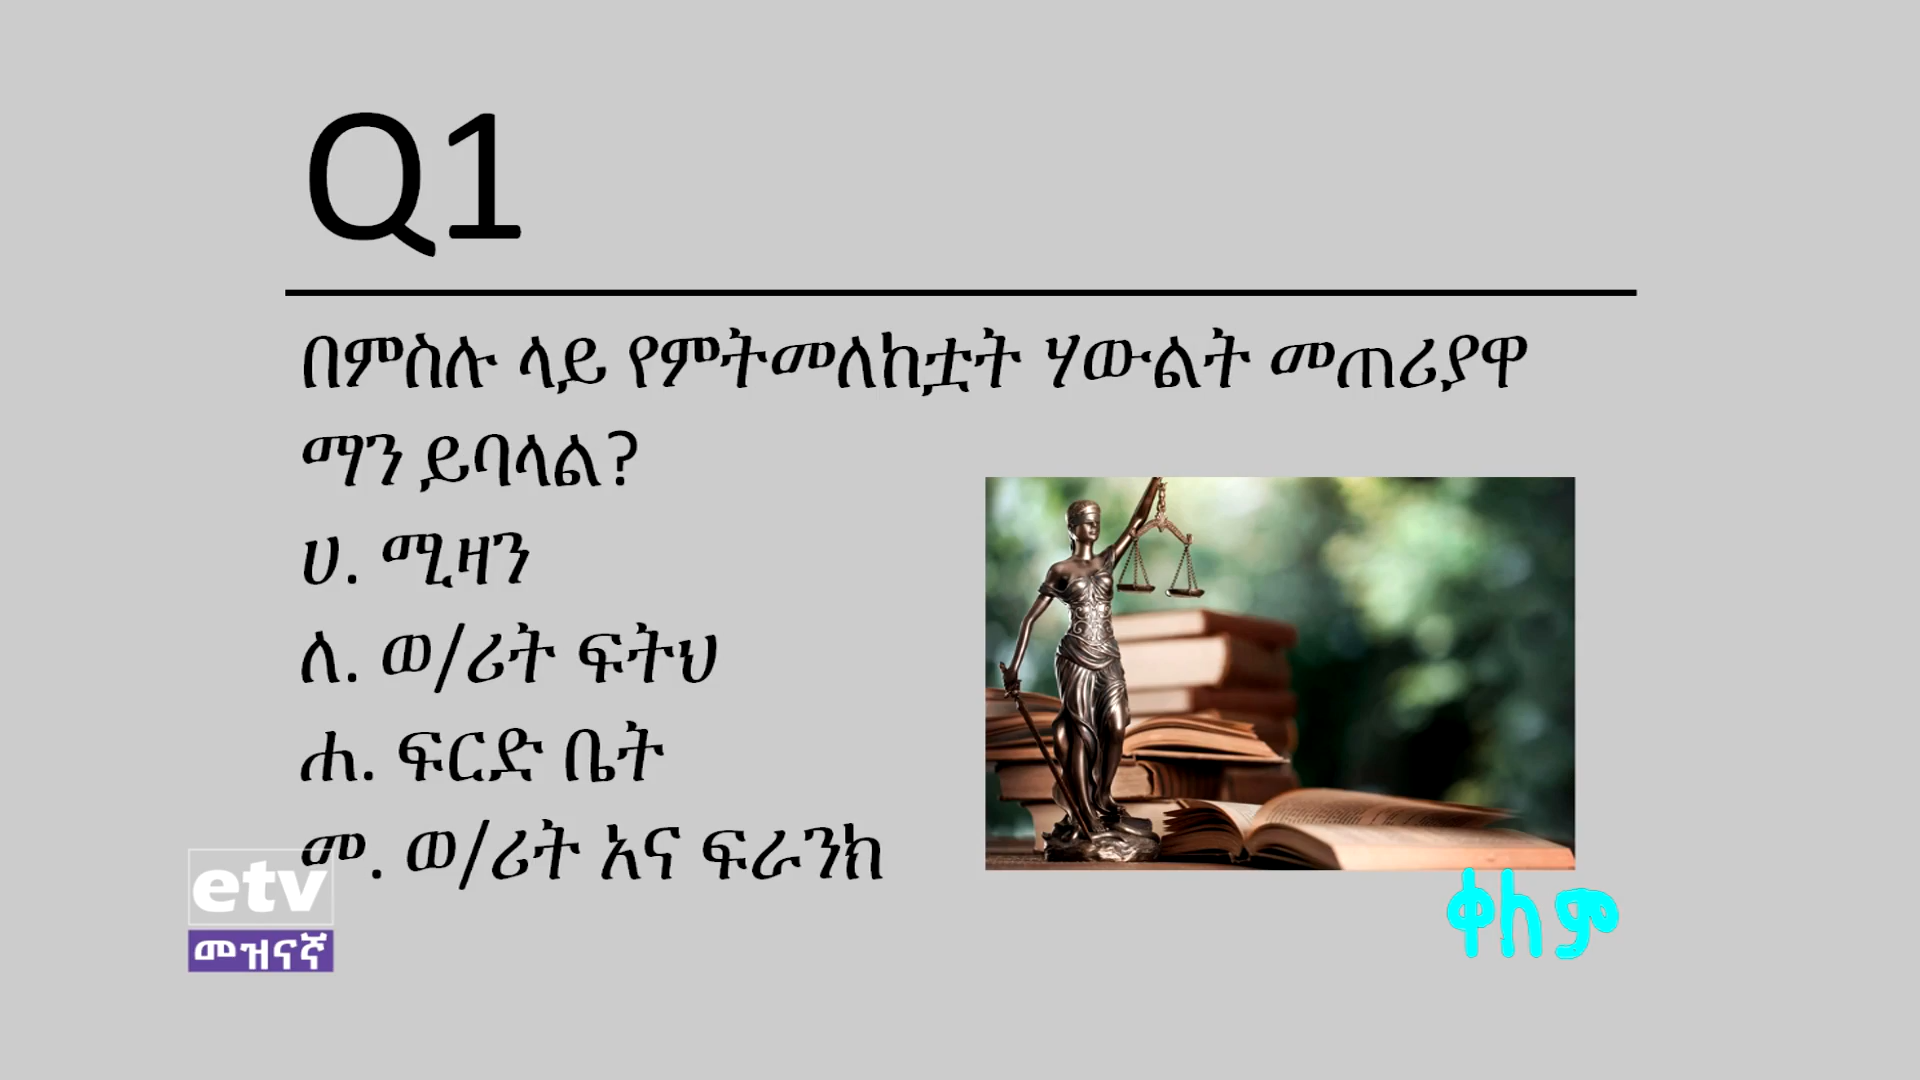 Q1
በምስሉ ላይ የምትመለከቷት ሃውልት መጠሪያዋ
ማን ይባላል?
ሀ. ሚዛን
ለ. ወ/ሪት ፍትህ
ሐ. ፍርድ ቤት
መ. ወ/ሪት አና ፍራንክ
etv
መዝናኛ
ቀለም